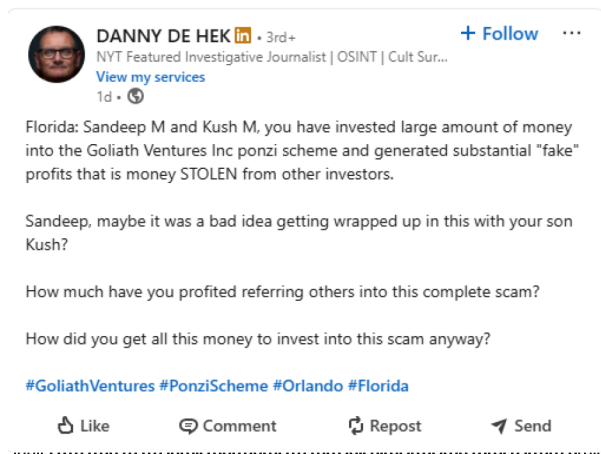 DANNY DE HEK in • 3rd+
+ Follow ...
NYT Featured Investigative Journalist | OSINT | Cult Sur...
View my services
1d •
Florida: Sandeep M and Kush M, you have invested large amount of money
into the Goliath Ventures Inc ponzi scheme and generated substantial "fake"
profits that is money STOLEN from other investors.
Sandeep, maybe it was a bad idea getting wrapped up in this with your son
Kush?
How much have you profited referring others into this complete scam?
How did you get all this money to invest into this scam anyway?
#GoliathVentures #PonziScheme #Orlando #Florida
Like Comment Repost Send